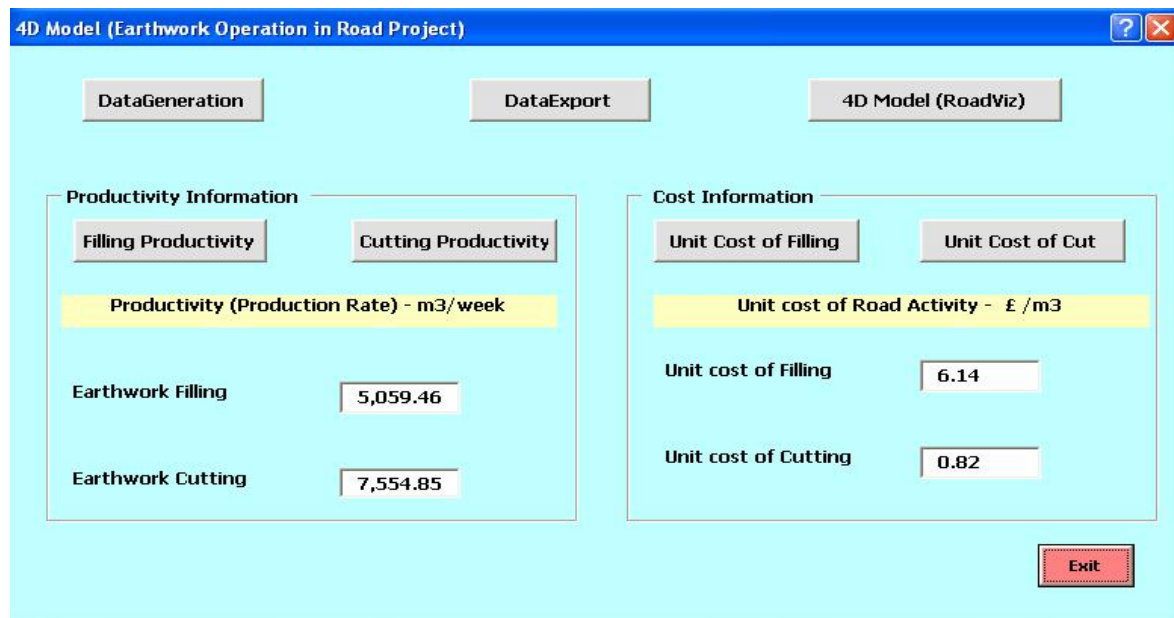 4D Model (Earthwork Operation in Road Project)
?
DataGeneration
DataExport
4D Model (RoadViz)
Productivity Information
Filling Productivity
Cutting Productivity
Productivity (Production Rate) - m3/week
Earthwork Filling
5,059.46
Earthwork Cutting
7,554.85
Cost Information
Unit Cost of Filling
Unit Cost of Cut
Unit cost of Road Activity - £ /m3
Unit cost of Filling
6.14
Unit cost of Cutting
0.82
Exit